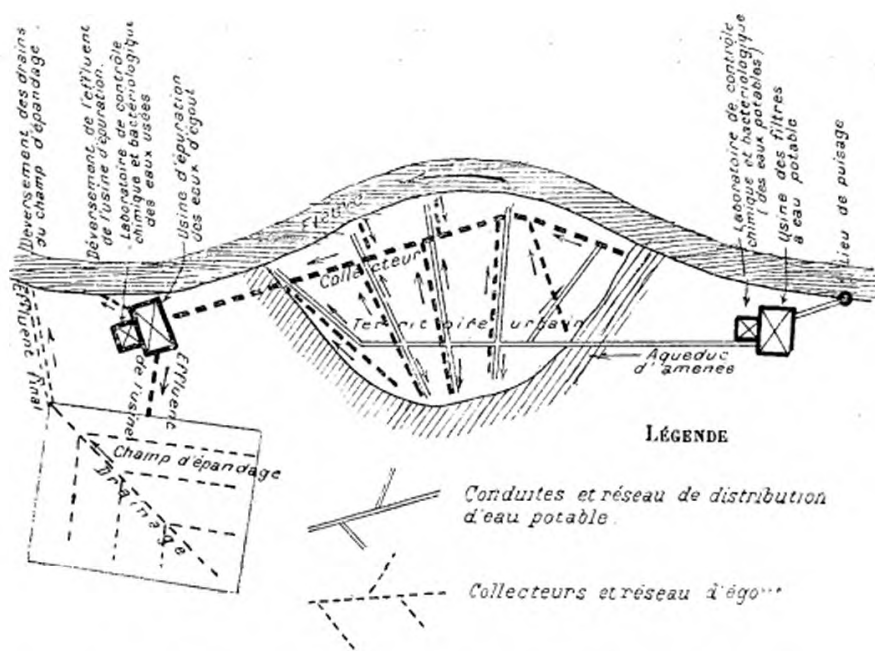 Déversement des drains
du champ d'épandage
Déversement de l'effluent
de l'usine d'épuration.
Laboratoire de contrôle
chimique et bactériologique
des eaux usées
Usine d'épuration
des eaux d'égout
Laboratoire de contrôle
chimique et bactériologique
(des eaux potables)
Usine des filtres
à eau potable
Lieu de puisage
Collecteur
Territoire urbain
Aqueduc
d'amenée
Effluent final
Effluent
de l'usine
Champ d'épandage
Drainage
LÉGENDE
Conduites et réseau de distribution
d'eau potable.
Collecteurs et réseau